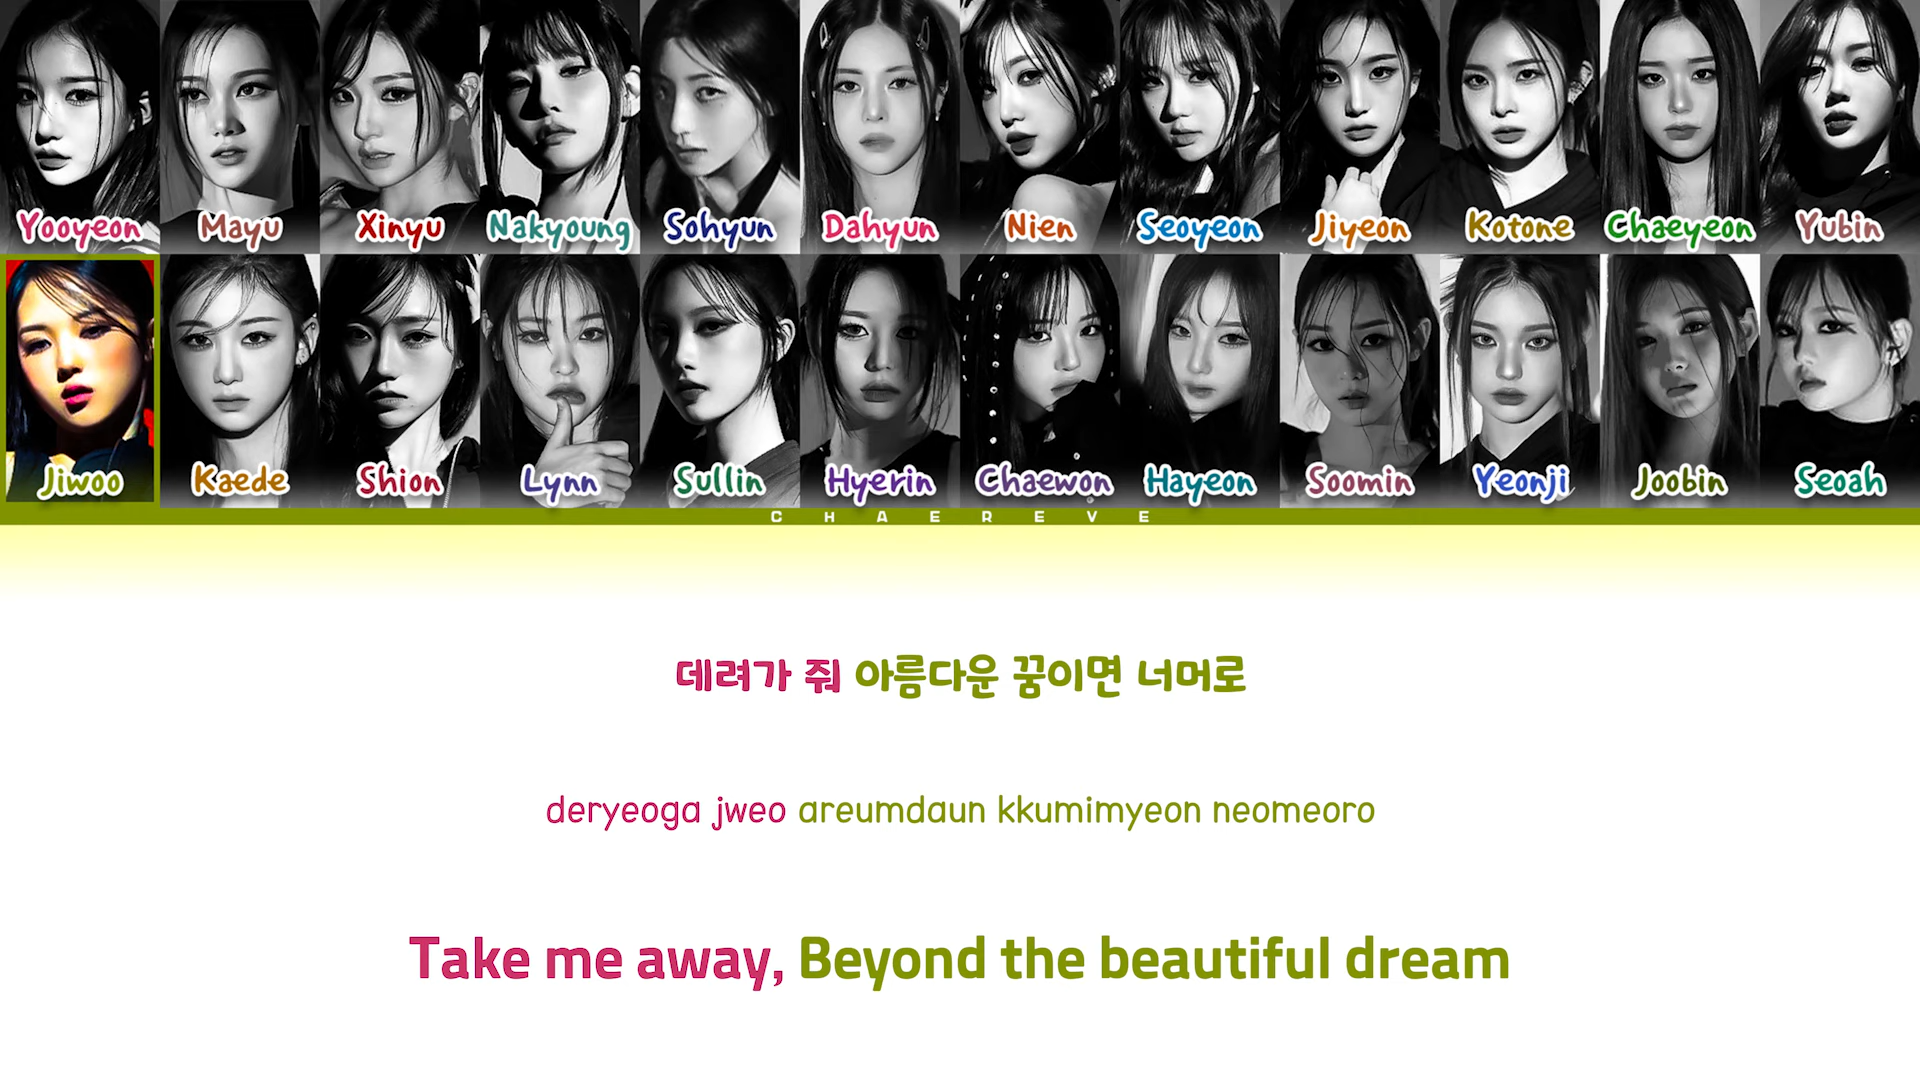 Yooyeon Mayu Xinyu Nakyoung Sohyun Dahyun Nien Seoyeon Jiyeon Kotone Chaeyeon Yubin
Jiwoo Kaede Shion Lynn Sullin Hyerin Chaewon Hayeon Soomin Yeonji Joobin Seoah
CHAEREVE
데려가 줘 아름다운 꿈이면 너머로
deryeoga jweo areumdaun kkumimyeon neomeoro
Take me away, Beyond the beautiful dream